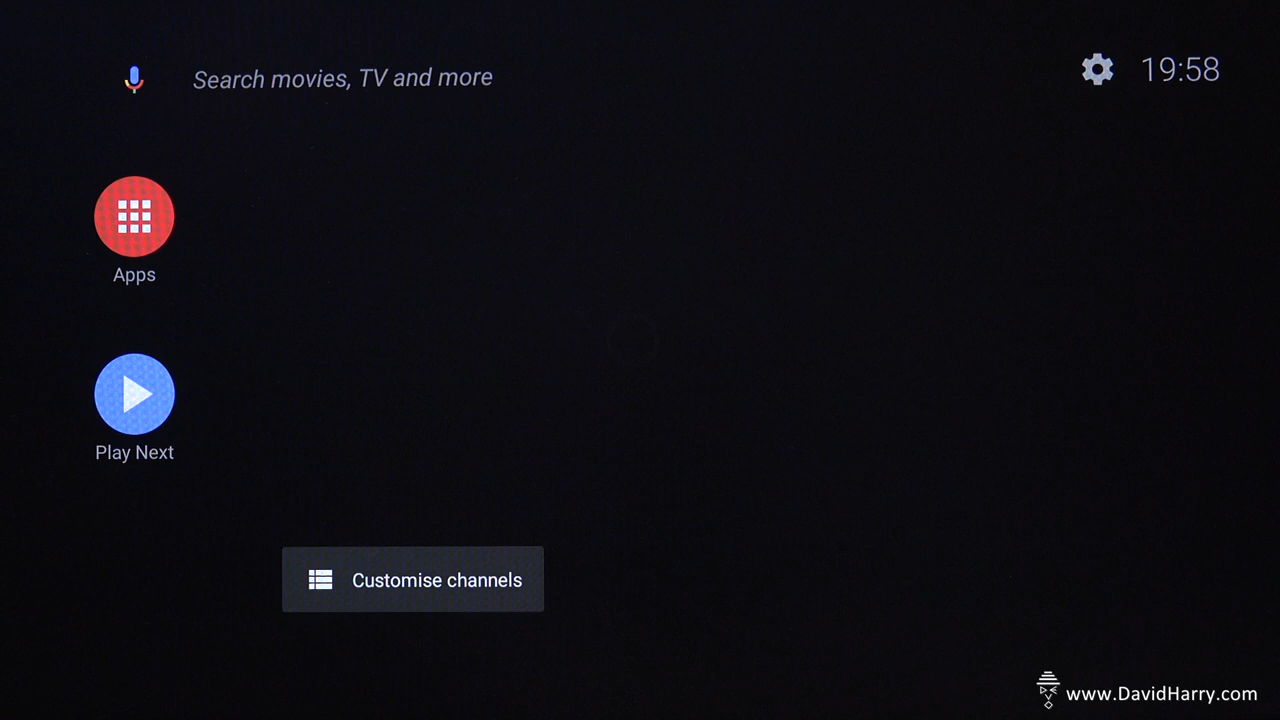 Search movies, TV and more
19:58
Apps
Play Next
Customise channels
www.DavidHarry.com